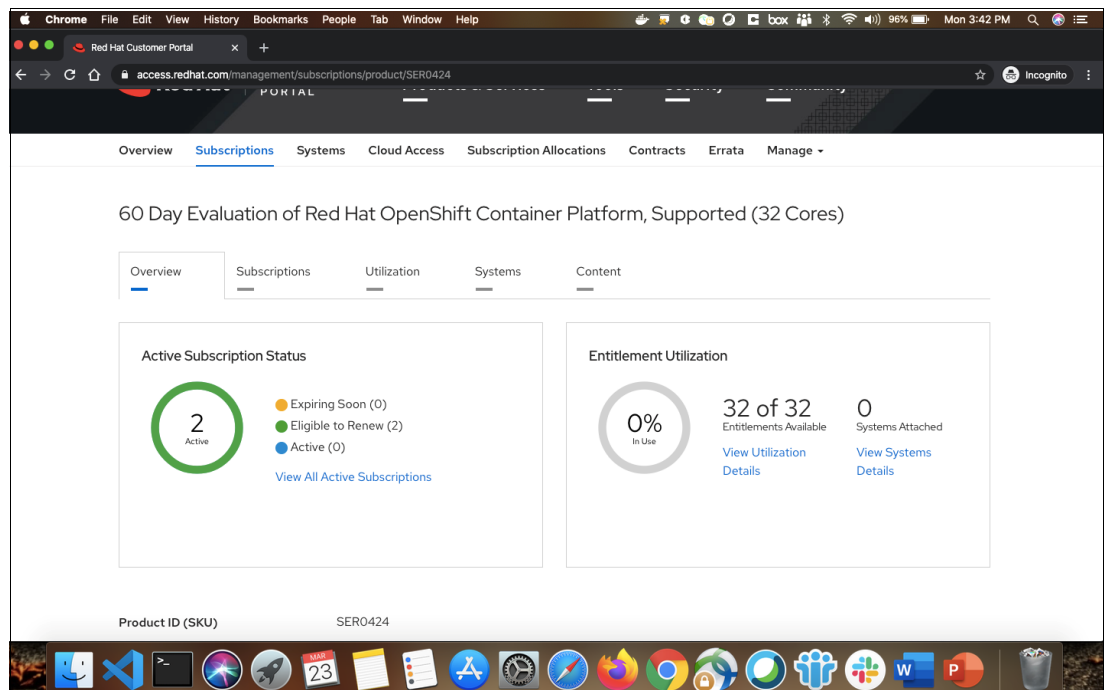 Chrome File Edit View History Bookmarks People Tab Window Help box 96% Mon 3:42 PM
Red Hat Customer Portal
access.redhat.com/management/subscriptions/product/SER0424 Incognito
PORTAL
Overview Subscriptions Systems Cloud Access Subscription Allocations Contracts Errata Manage
60 Day Evaluation of Red Hat OpenShift Container Platform, Supported (32 Cores)
Overview Subscriptions Utilization Systems Content
Active Subscription Status
2
Active
Expiring Soon (0)
Eligible to Renew (2)
Active (0)
View All Active Subscriptions
Entitlement Utilization
0%
In Use
32 of 32
Entitlements Available
View Utilization
Details
0
Systems Attached
View Systems
Details
Product ID (SKU) SER0424
MAR
23
W
P